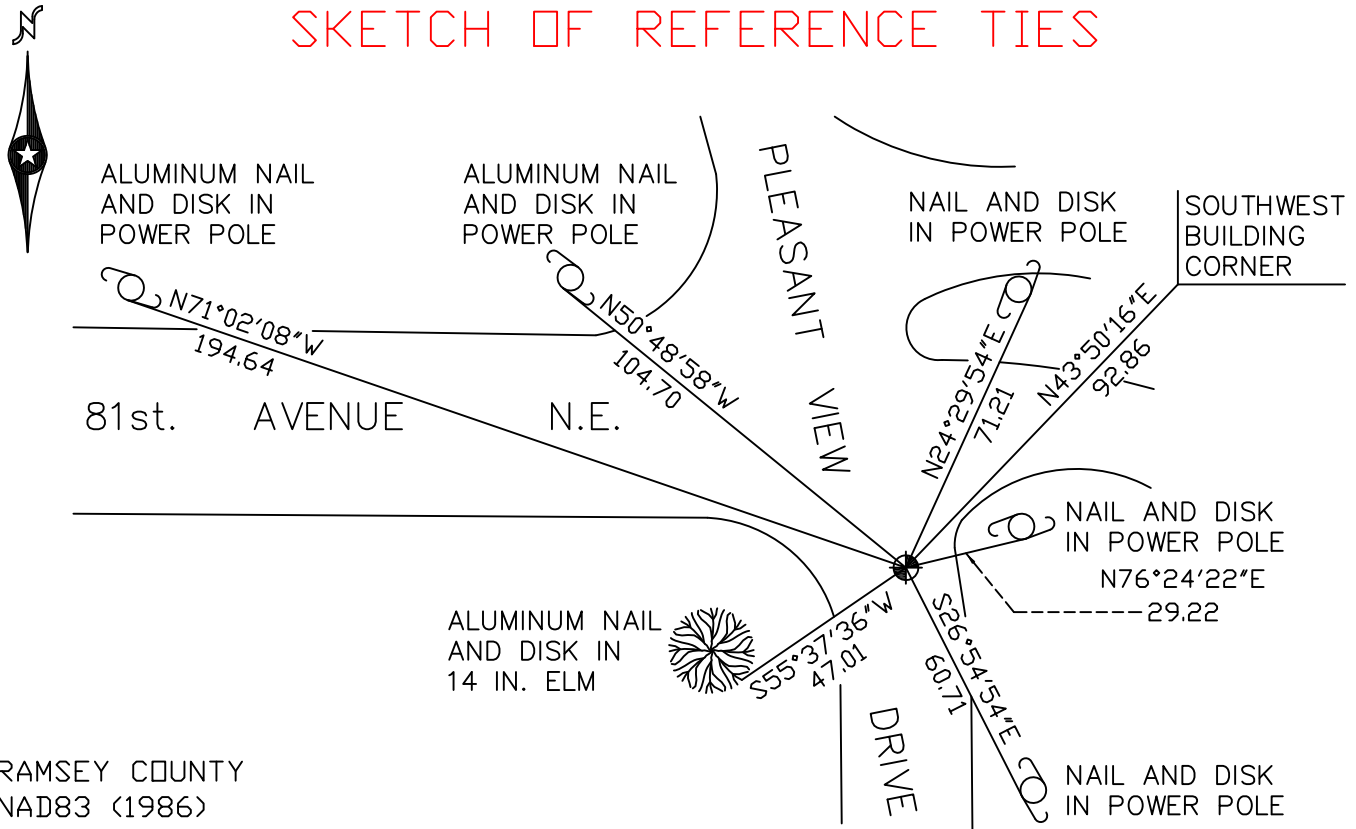 N
SKETCH OF REFERENCE TIES
ALUMINUM NAIL
AND DISK IN
POWER POLE
ALUMINUM NAIL
AND DISK IN
POWER POLE
NAIL AND DISK
IN POWER POLE
SOUTHWEST
BUILDING
CORNER
PLEASANT
VIEW
DRIVE
N71°02'08"W
194.64
N50°48'58"W
104.70
N24°29'54"E
71.21
N43°50'16"E
92.86
81st. AVENUE N.E.
NAIL AND DISK
IN POWER POLE
N76°24'22"E
29.22
ALUMINUM NAIL
AND DISK IN
14 IN. ELM
S55°37'36"W
47.01
S26°54'54"E
60.71
NAIL AND DISK
IN POWER POLE
RAMSEY COUNTY
NAD83 (1986)